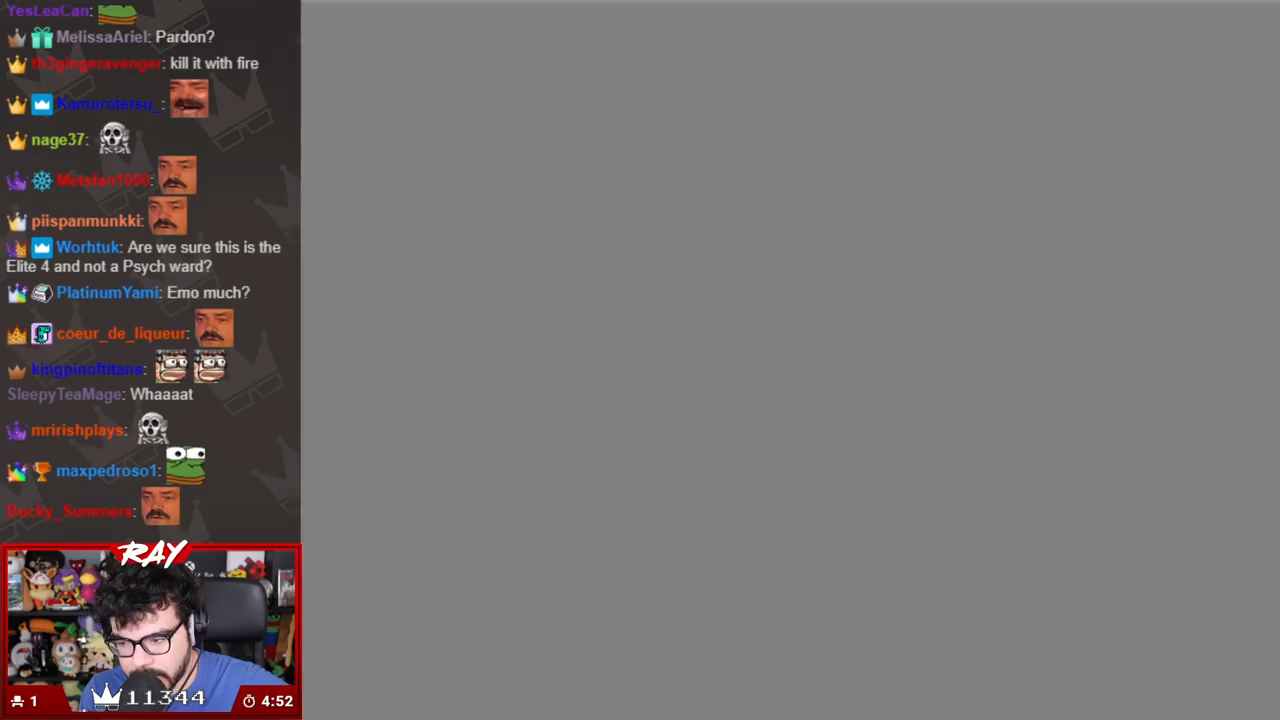 YesLeaCan:
MelissaAriel: Pardon?
th3gingeravenger: kill it with fire
Kamurotetsu_:
nage37:
Metsfan1000:
piispanmunkki:
Worhtuk: Are we sure this is the
Elite 4 and not a Psych ward?
PlatinumYami: Emo much?
coeur_de_liqueur:
kingpinoftitans:
SleepyTeaMage: Whaaaat
mririshplays:
maxpedroso1:
Bucky_Summers:
RAY
1
11344
4:52